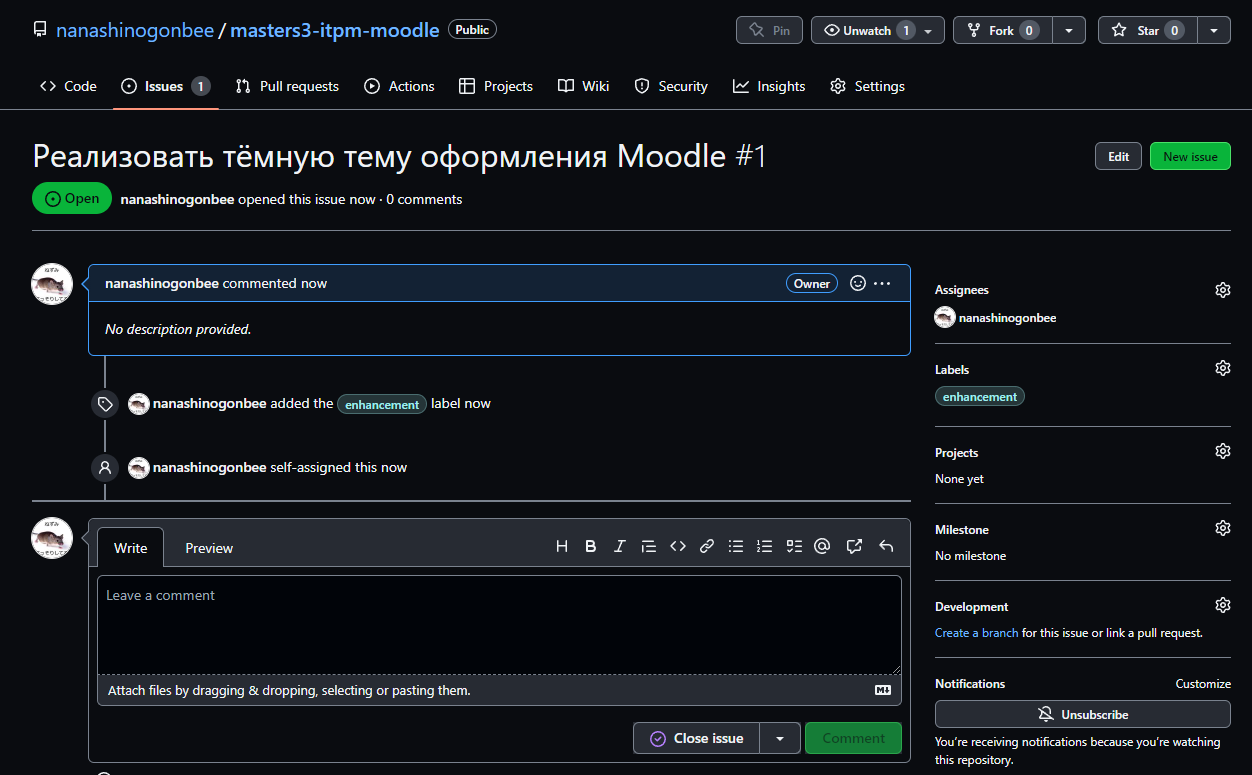 nanashinogonbee / masters3-itpm-moodle Public
Pin Unwatch 1 Fork 0 Star 0
Code Issues 1 Pull requests Actions Projects Wiki Security Insights Settings
Реализовать тёмную тему оформления Moodle #1
Edit New issue
Open nanashinogonbee opened this issue now · 0 comments
nanashinogonbee commented now Owner
No description provided.
nanashinogonbee added the enhancement label now
nanashinogonbee self-assigned this now
Write Preview
Leave a comment
Attach files by dragging & dropping, selecting or pasting them.
Close issue Comment
Assignees
nanashinogonbee
Labels
enhancement
Projects
None yet
Milestone
No milestone
Development
Create a branch for this issue or link a pull request.
Notifications Customize
Unsubscribe
You're receiving notifications because you're watching
this repository.